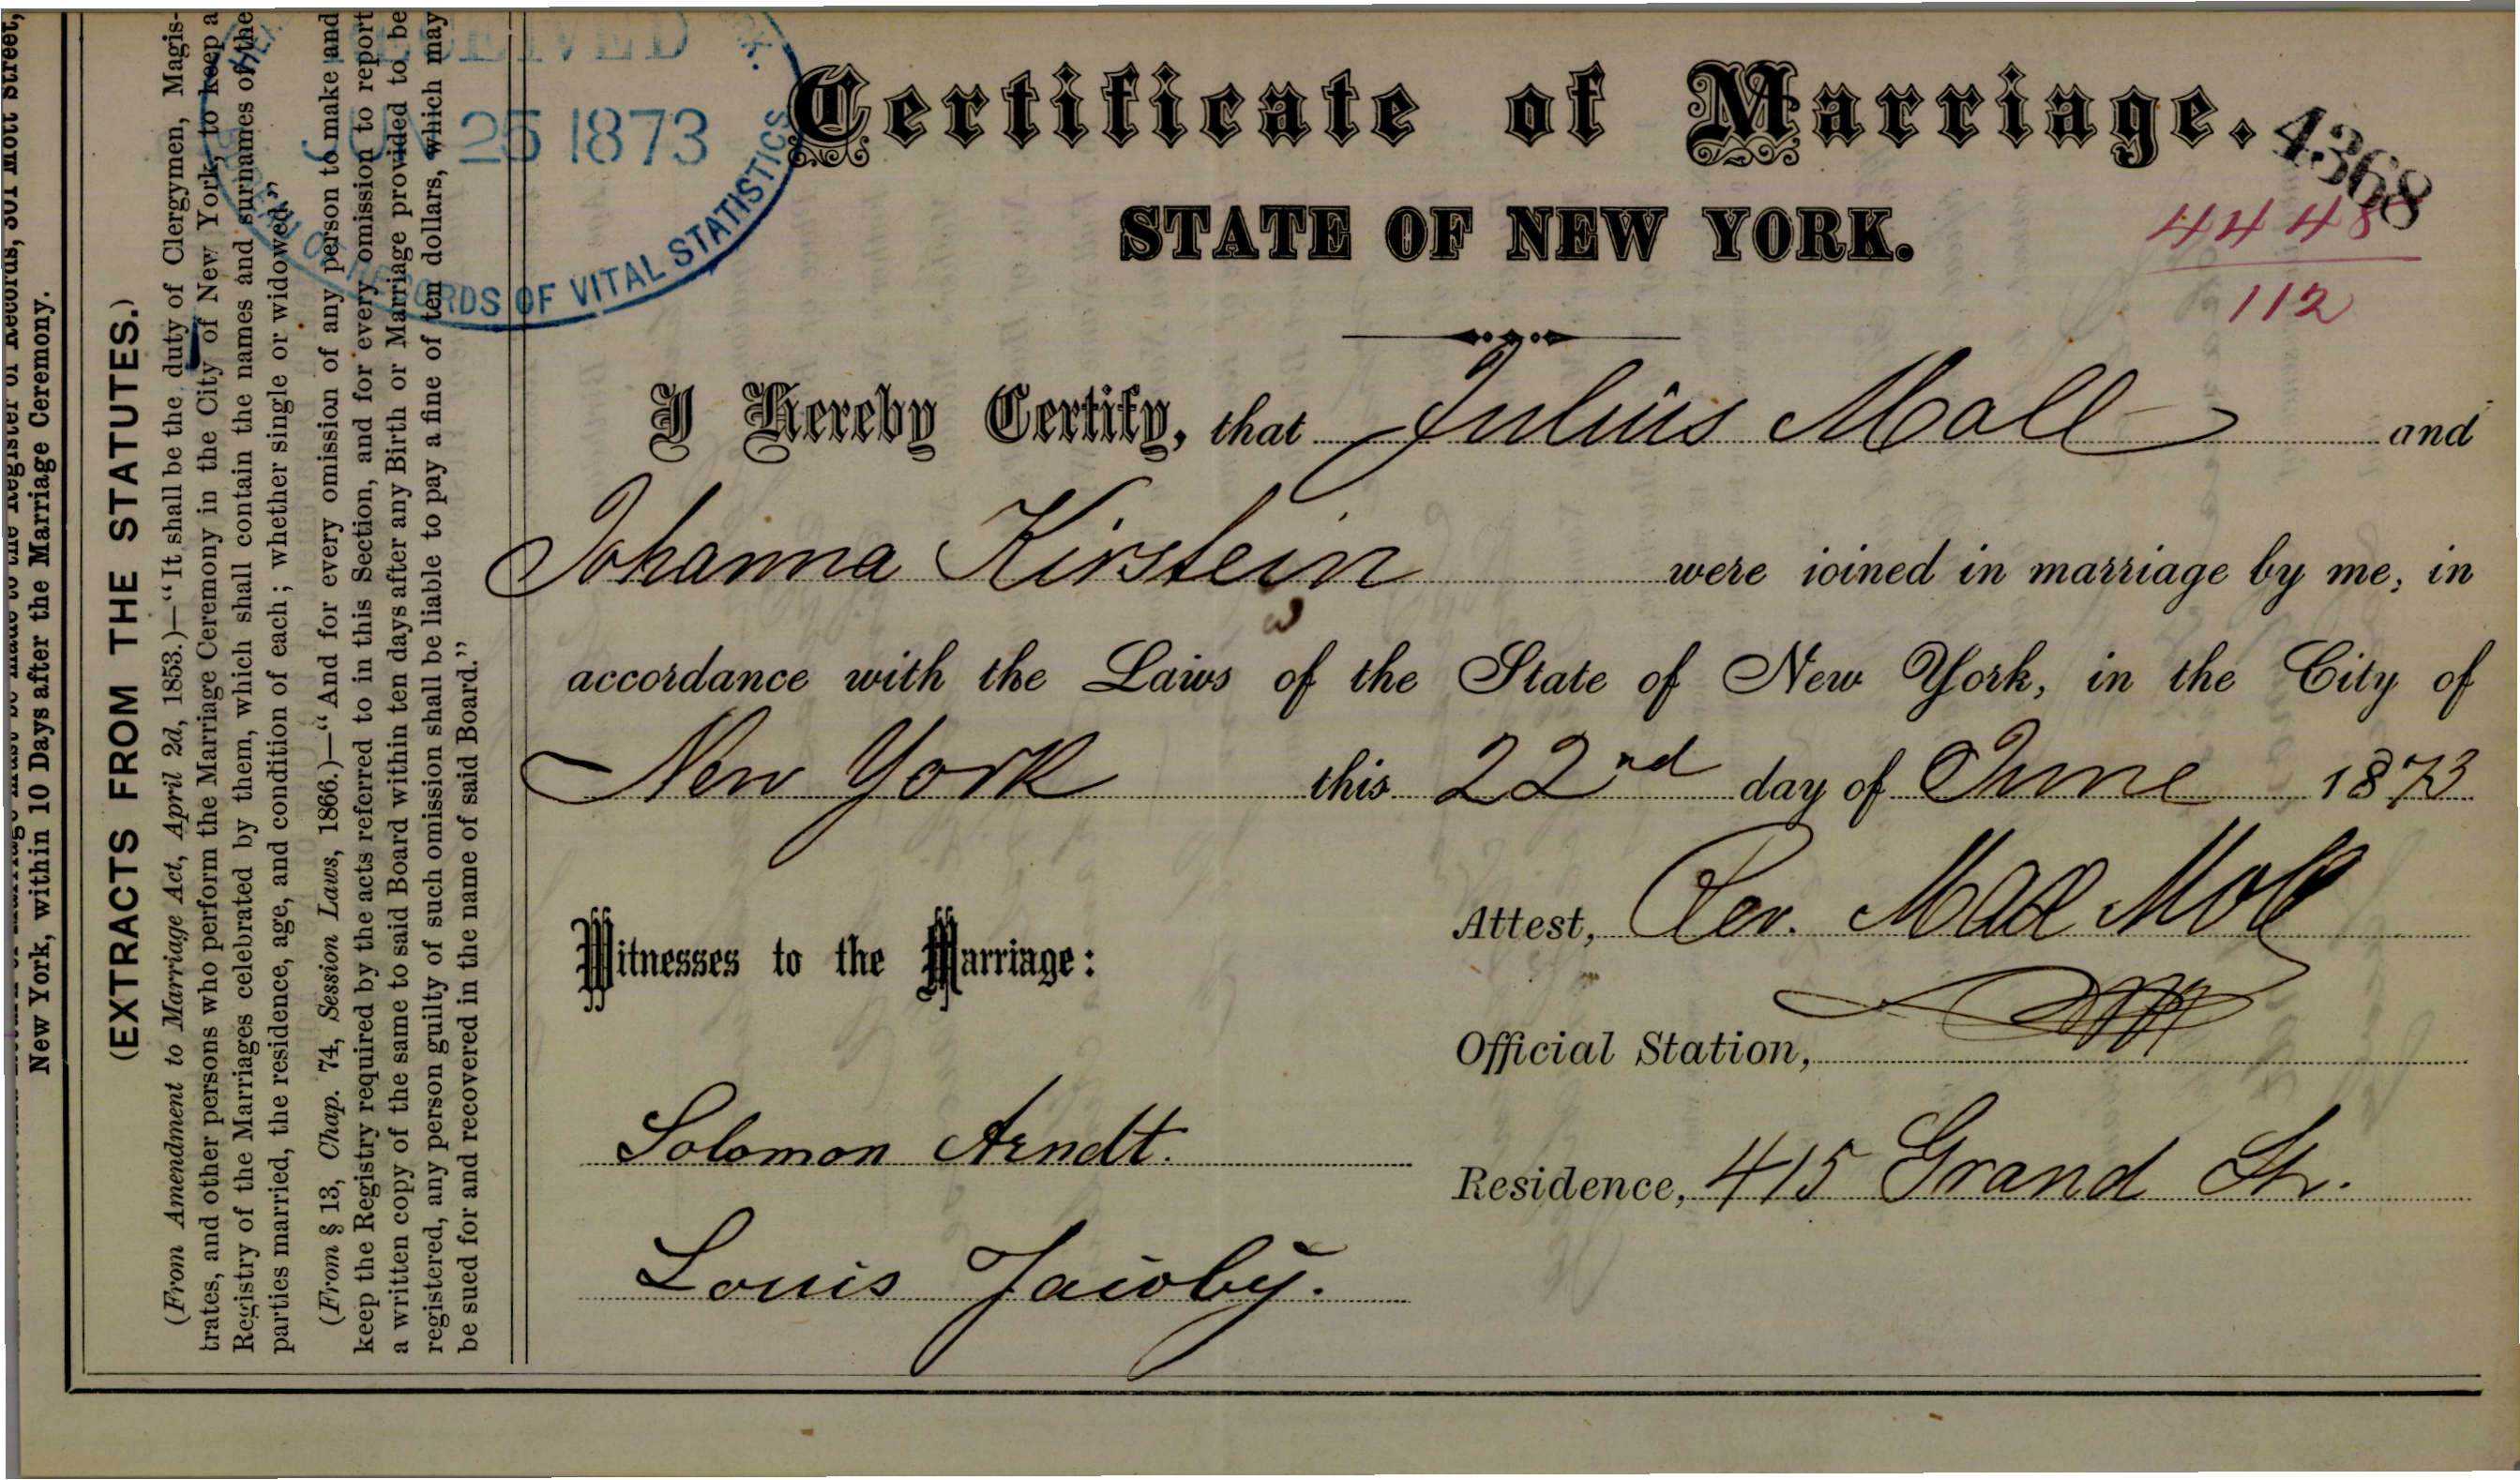 New York, within 10 Days after the Marriage Ceremony.
(EXTRACTS FROM THE STATUTES.)
(From Amendment to Marriage Act, April 2d, 1853.)—“It shall be the duty of Clergymen, Magis-
trates, and other persons who perform the Marriage Ceremony in the City of New York, to keep a
Registry of the Marriages celebrated by them, which shall contain the names and surnames of the
parties married, the residence, age, and condition of each; whether single or widowed.”
(From § 13, Chap. 74, Session Laws, 1866.)—“And for every omission of any person to make and
keep the Registry required by the acts referred to in this Section, and for every omission to report
a written copy of the same to said Board within ten days after any Birth or Marriage provided to be
registered, any person guilty of such omission shall be liable to pay a fine of ten dollars, which may
be sued for and recovered in the name of said Board.”
RECEIVED
JUN 25 1873
BUREAU OF RECORDS OF VITAL STATISTICS
Certificate of Marriage.
4368
STATE OF NEW YORK.
4448
112
I Hereby Certify, that Julius Moll and
Johanna Kirstein were joined in marriage by me, in
accordance with the Laws of the State of New York, in the City of
New York this 22nd day of June 1873
Witnesses to the Marriage:
Attest, Rev. Max Moll
Official Station,
Solomon Arndt.
Residence, 415 Grand Str.
Louis Jacoby.